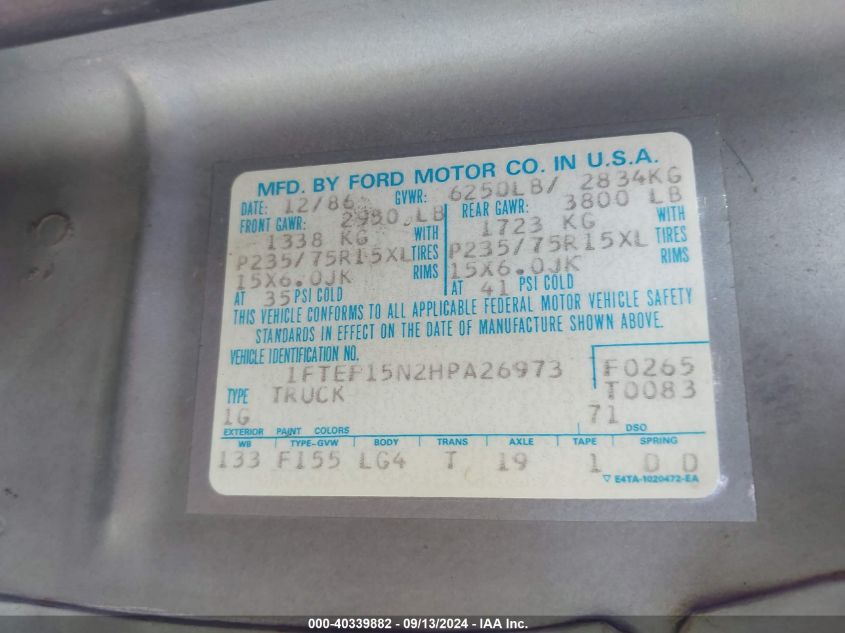 MFD. BY FORD MOTOR CO. IN U.S.A.
DATE: 12/86 GVWR: 6250LB/ 2834KG
FRONT GAWR: 2950 LB REAR GAWR: 3800 LB
1338 KG WITH 1723 KG WITH
P235/75R15XL TIRES P235/75R15XL TIRES
15X6.0JK RIMS 15X6.0JK RIMS
AT 35 PSI COLD AT 41 PSI COLD
THIS VEHICLE CONFORMS TO ALL APPLICABLE FEDERAL MOTOR VEHICLE SAFETY
STANDARDS IN EFFECT ON THE DATE OF MANUFACTURE SHOWN ABOVE.
VEHICLE IDENTIFICATION NO.
1FTEF15N2HPA26973 F0265
TYPE TRUCK T0083
1G 71
EXTERIOR PAINT COLORS DSO
WB TYPE-GVW BODY TRANS AXLE TAPE SPRING
133 F155 LG4 T 19 1 D D
▽ E4TA-1020472-EA
000-40339882 - 09/13/2024 - IAA Inc.